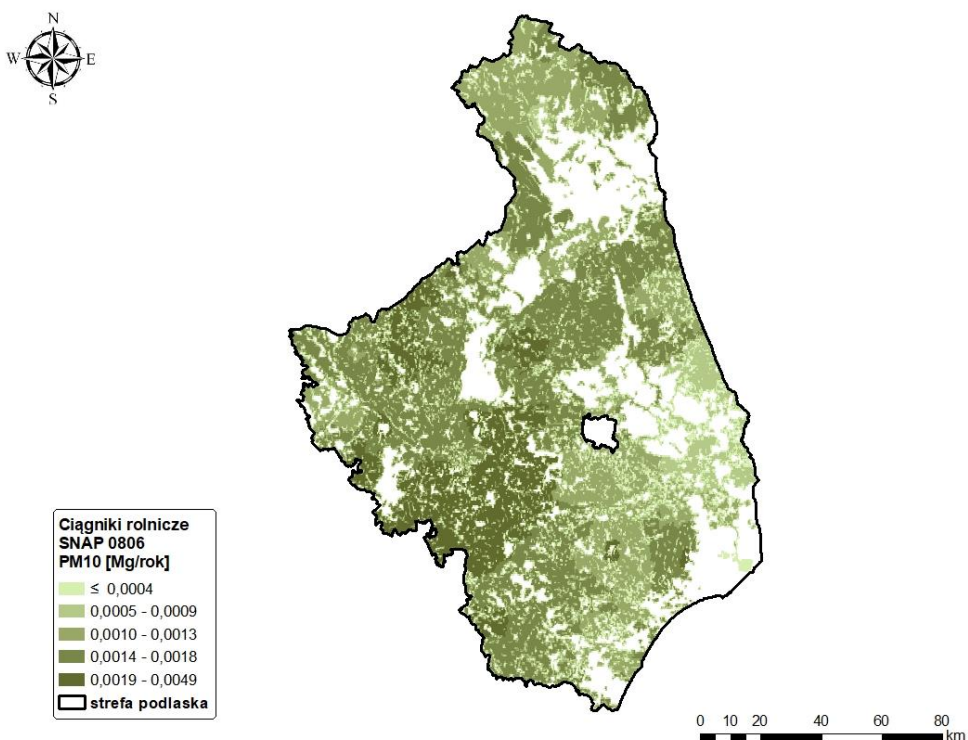 N
W E
S
Ciągniki rolnicze
SNAP 0806
PM10 [Mg/rok]
≤ 0,0004
0,0005 - 0,0009
0,0010 - 0,0013
0,0014 - 0,0018
0,0019 - 0,0049
strefa podlaska
0 10 20 40 60 80
km